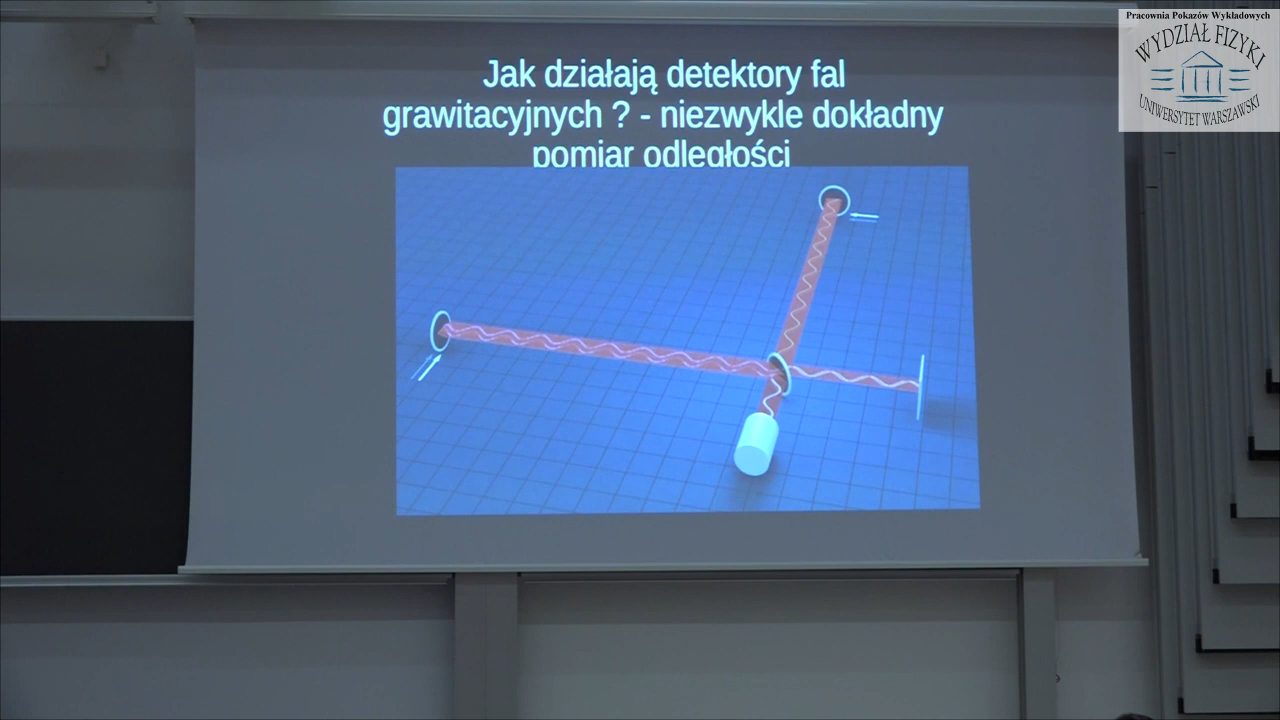 Pracownia Pokazów Wykładowych
WYDZIAŁ FIZYKI
UNIWERSYTET WARSZAWSKI
Jak działają detektory fal
grawitacyjnych ? - niezwykle dokładny
pomiar odległości